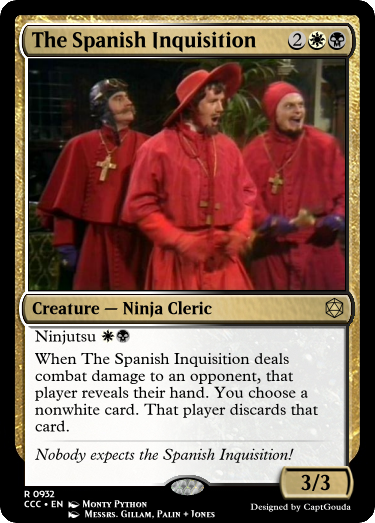 The Spanish Inquisition 2
Creature — Ninja Cleric
Ninjutsu
When The Spanish Inquisition deals
combat damage to an opponent, that
player reveals their hand. You choose a
nonwhite card. That player discards that
card.
Nobody expects the Spanish Inquisition!
3/3
R 0932
CCC • EN Monty Python
Messrs. Gillam, Palin + Jones
Designed by CaptGouda